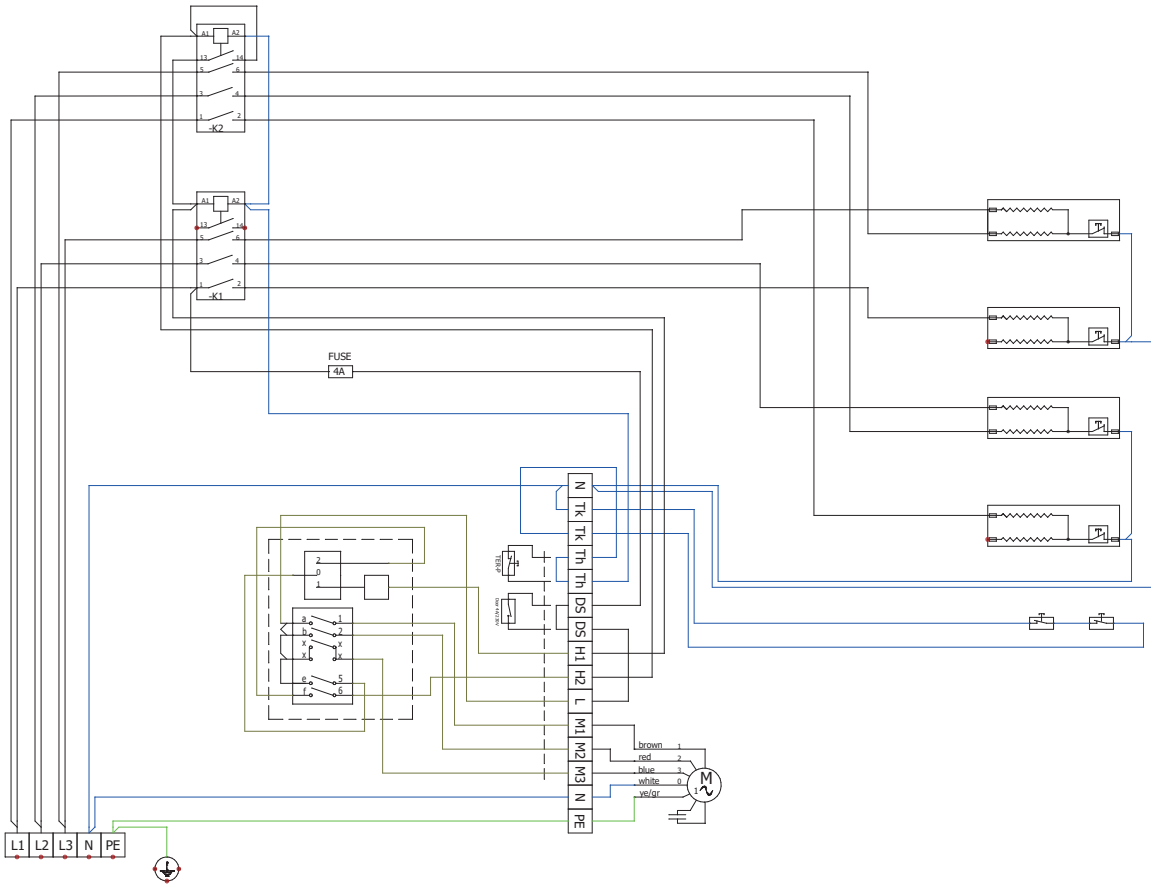 A1 A2
13 14
5 6
3 4
1 2
-K2
A1 A2
13 14
5 6
3 4
1 2
-K1
FUSE
4A
N
Tk
Tk
Th
Th
DS
DS
H1
H2
L
M1
M2
M3
N
PE
TER-P
2
0
1
a 1
b 2
x x
x x
e 5
f 6
brown 1
red 2
blue 3
white 0
ye/gr
M
1
L1 L2 L3 N PE